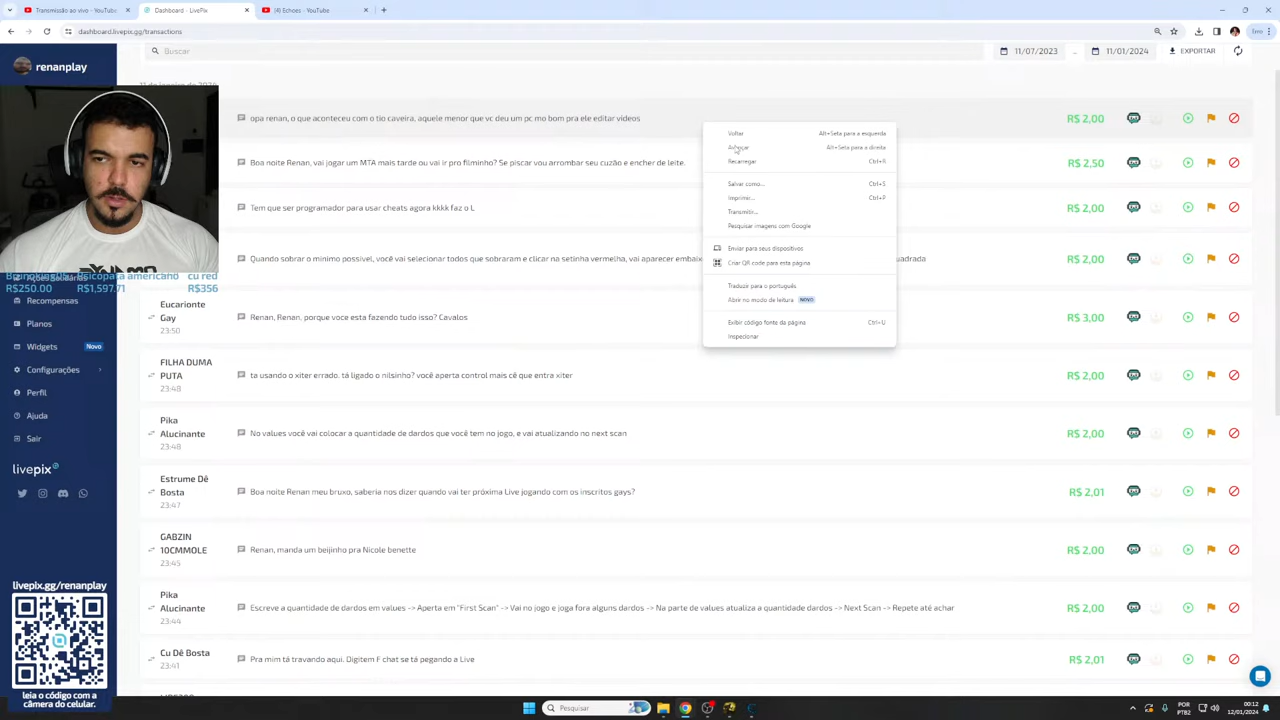 Transmissão ao vivo - YouTube
Dashboard - LivePix
(4) Echoes - YouTube
dashboard.livepix.gg/transactions
renanplay
Buscar
11/07/2023
11/01/2024
EXPORTAR
11 de janeiro de 2024
opa renan, o que aconteceu com o tio caveira, aquele menor que vc deu um pc mo bom pra ele editar videos
R$ 2,00
Boa noite Renan, vai jogar um MTA mais tarde ou vai ir pro filminho? Se piscar vou arrombar seu cuzão e encher de leite.
R$ 2,50
Tem que ser programador para usar cheats agora kkkk faz o L
R$ 2,00
Quando sobrar o minimo possivel, você vai selecionar todos que sobraram e clicar na setinha vermelha, vai aparecer embaix
uadrada
R$ 2,00
Voltar
Alt+Seta para a esquerda
Avançar
Alt+Seta para a direita
Recarregar
Ctrl+R
Salvar como...
Ctrl+S
Imprimir...
Ctrl+P
Transmitir...
Pesquisar imagens com Google
Enviar para seus dispositivos
Criar QR code para esta página
Traduzir para o português
Abrir no modo de leitura NOVO
Exibir código fonte da página
Ctrl+U
Inspecionar
Psicopata americano
cu red
R$250.00
R$1,597.71
R$356
Recompensas
Planos
Widgets
Novo
Configurações
Perfil
Ajuda
Sair
livepix
Eucarionte
Gay
23:50
Renan, Renan, porque voce esta fazendo tudo isso? Cavalos
R$ 3,00
FILHA DUMA
PUTA
23:48
ta usando o xiter errado. tá ligado o nilsinho? você aperta control mais cê que entra xiter
R$ 2,00
Pika
Alucinante
23:48
No values você vai colocar a quantidade de dardos que você tem no jogo, e vai atualizando no next scan
R$ 2,00
Estrume Dê
Bosta
23:47
Boa noite Renan meu bruxo, saberia nos dizer quando vai ter próxima Live jogando com os inscritos gays?
R$ 2,01
GABZIN
10CMMOLE
23:45
Renan, manda um beijinho pra Nicole benette
R$ 2,00
Pika
Alucinante
23:44
Escreve a quantidade de dardos em values -> Aperta em "First Scan" -> Vai no jogo e joga fora alguns dardos -> Na parte de values atualiza a quantidade dardos -> Next Scan -> Repete até achar
R$ 2,00
Cu Dê Bosta
23:41
Pra mim tá travando aqui. Digitem F chat se tá pegando a Live
R$ 2,01
livepix.gg/renanplay
leia o código com a
câmera do celular.
Pesquisar
POR
PTB2
00:12
12/01/2024